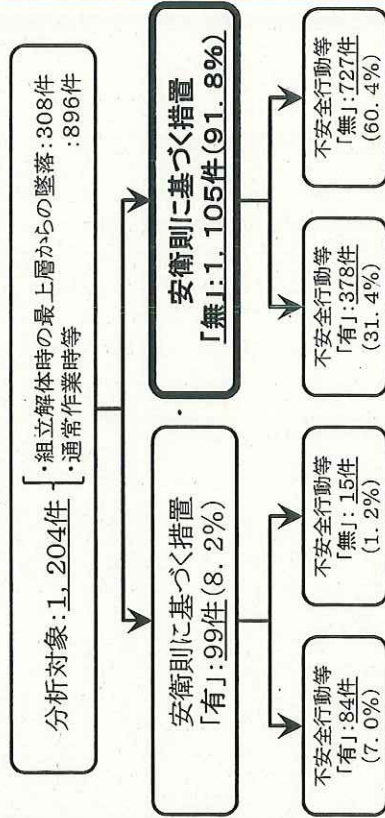 分析対象:1,204件
・組立解体時の最上層からの墜落:308件
・通常作業時等 :896件
安衛則に基づく措置
「有」:99件(8.2%)
安衛則に基づく措置
「無」:1,105件(91.8%)
不安全行動等
「有」:84件
(7.0%)
不安全行動等
「無」:15件
(1.2%)
不安全行動等
「有」:378件
(31.4%)
不安全行動等
「無」:727件
(60.4%)